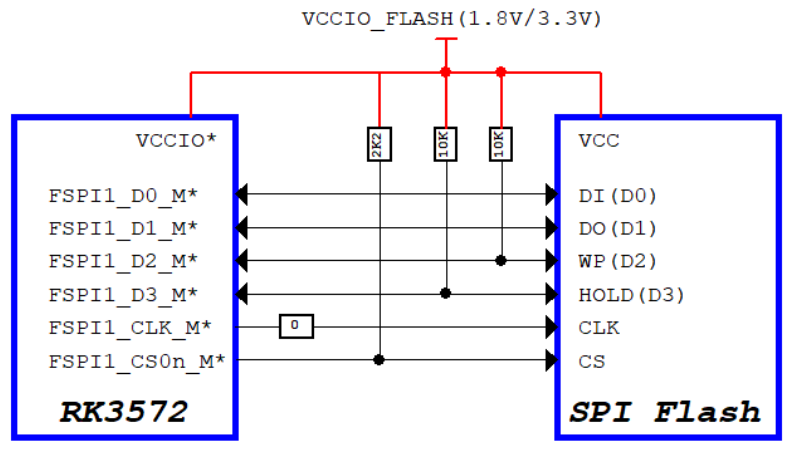 VCCIO_FLASH(1.8V/3.3V)
VCCIO*
2K2
10K
10K
VCC
FSPI1_D0_M*
DI(D0)
FSPI1_D1_M*
DO(D1)
FSPI1_D2_M*
WP(D2)
FSPI1_D3_M*
HOLD(D3)
FSPI1_CLK_M*
0
CLK
FSPI1_CS0n_M*
CS
RK3572
SPI Flash